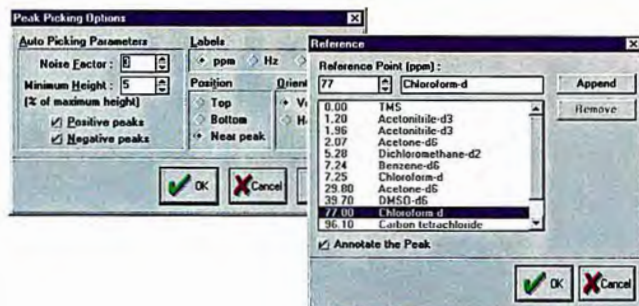 Peak Picking Options
Auto Picking Parameters
Noise Factor :
Minimum Height : 5
(% of maximum height)
Positive peaks
Negative peaks
Labels
ppm Hz
Position
Top
Bottom
Near peak
OK Cancel
Reference
Reference Point (ppm) :
77 Chloroform-d Append
Remove
0.00 TMS
1.20 Acetonitrile-d3
1.96 Acetonitrile-d3
2.07 Acetone-d6
5.28 Dichloromethane-d2
7.24 Benzene-d6
7.25 Chloroform-d
29.80 Acetone-d6
39.70 DMSO-d6
77.00 Chloroform-d
96.10 Carbon tetrachloride
Annotate the Peak
OK Cancel